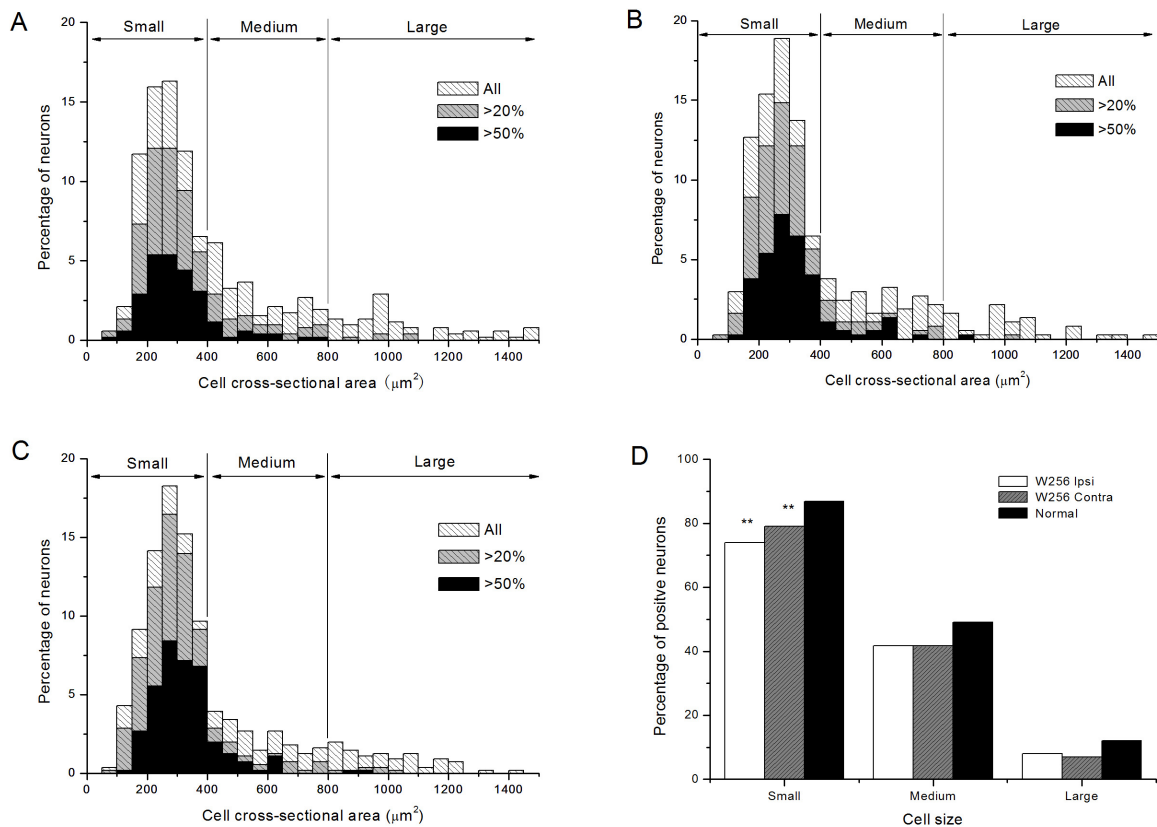 A
Small Medium Large
20
15
10
5
0
All
>20%
>50%
Percentage of neurons
0 200 400 600 800 1000 1200 1400
Cell cross-sectional area (μm²)
B
Small Medium Large
20
15
10
5
0
All
>20%
>50%
Percentage of neurons
0 200 400 600 800 1000 1200 1400
Cell cross-sectional area (μm²)
C
Small Medium Large
20
15
10
5
0
All
>20%
>50%
Percentage of neurons
0 200 400 600 800 1000 1200 1400
Cell cross-sectional area (μm²)
D
100
80
60
40
20
0
W256 Ipsi
W256 Contra
Normal
** **
Percentage of positve neurons
Small Medium Large
Cell size